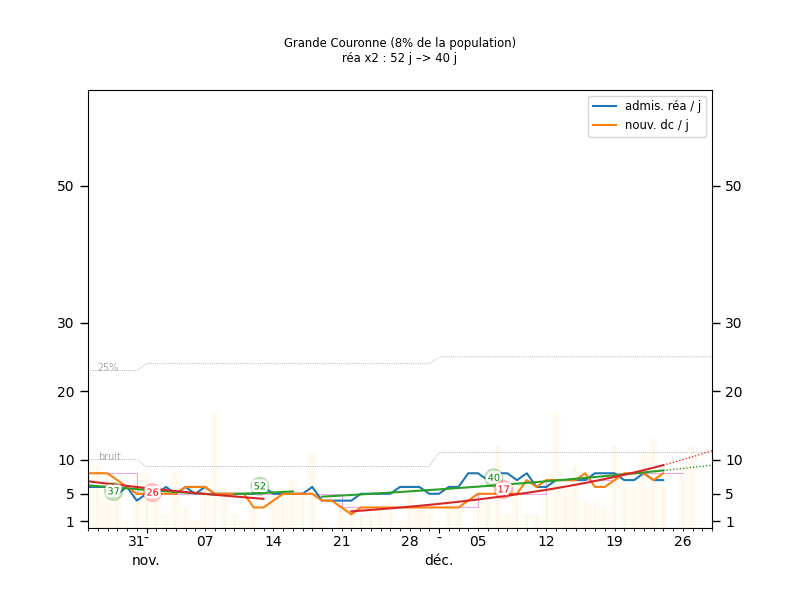 Grande Couronne (8% de la population)
réa x2 : 52 j –> 40 j
admis. réa / j
nouv. dc / j
50 50
30 30
25%
20 20
bruit
10 10
37 26 52 40 17
5 5
1 1
31 - 07 14 21 28 - 05 12 19 26
nov. déc.